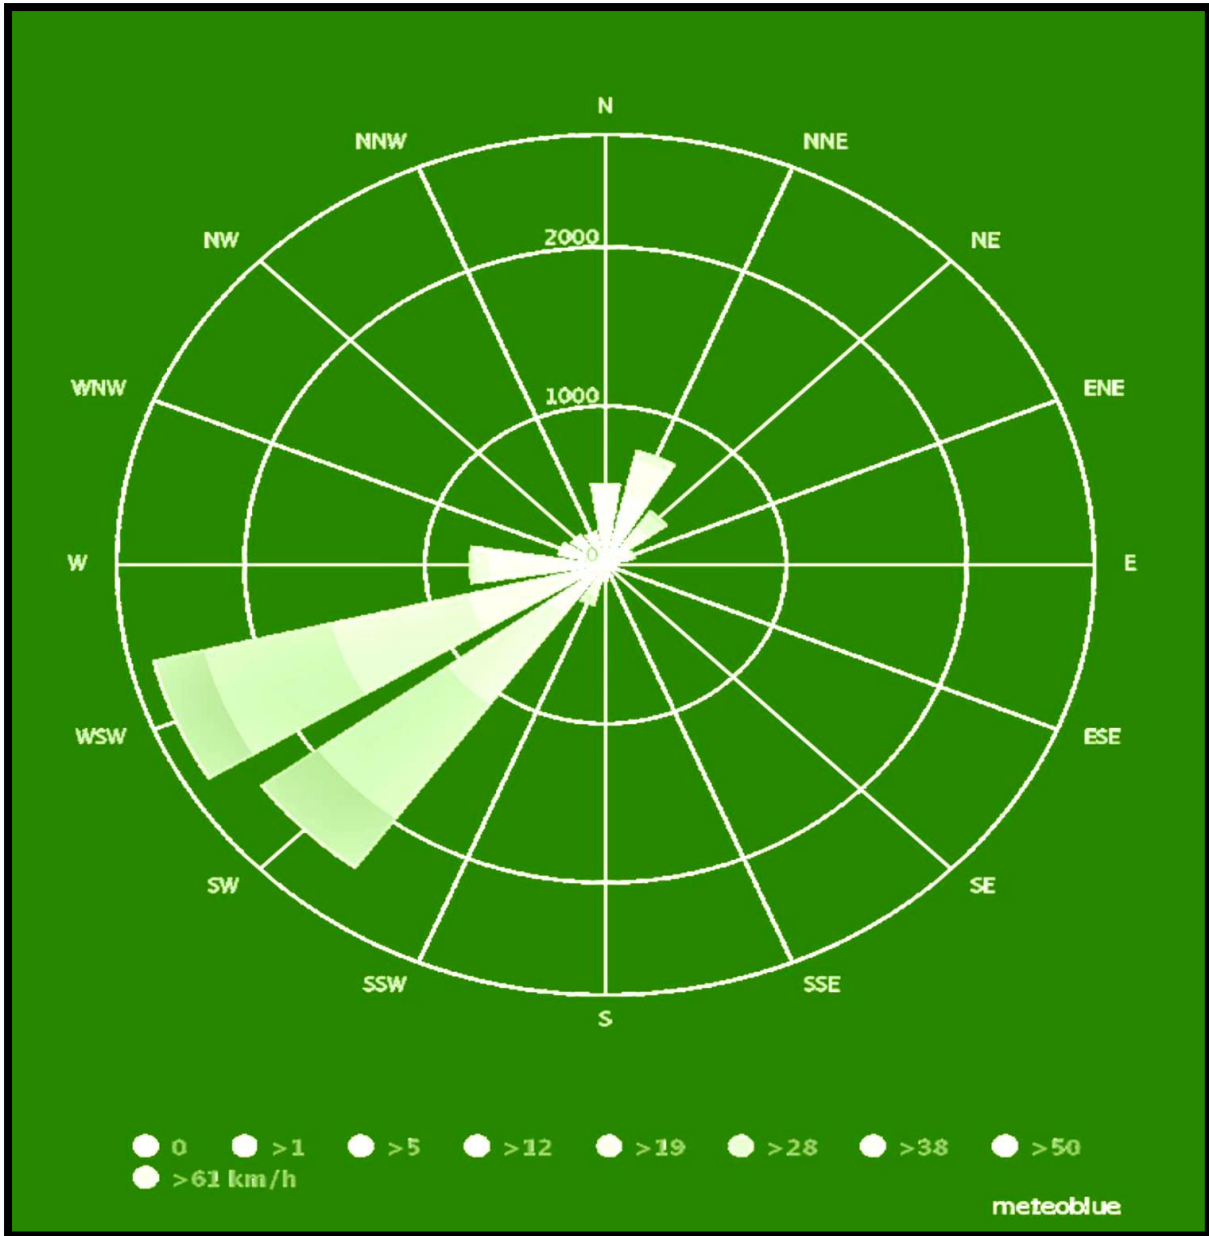 N
NNW NNE
NW NE
2000
WNW ENE
1000
0
W E
WSW ESE
SW SE
SSW SSE
S
0 >1 >5 >12 >19 >28 >38 >50
>61 km/h
meteoblue